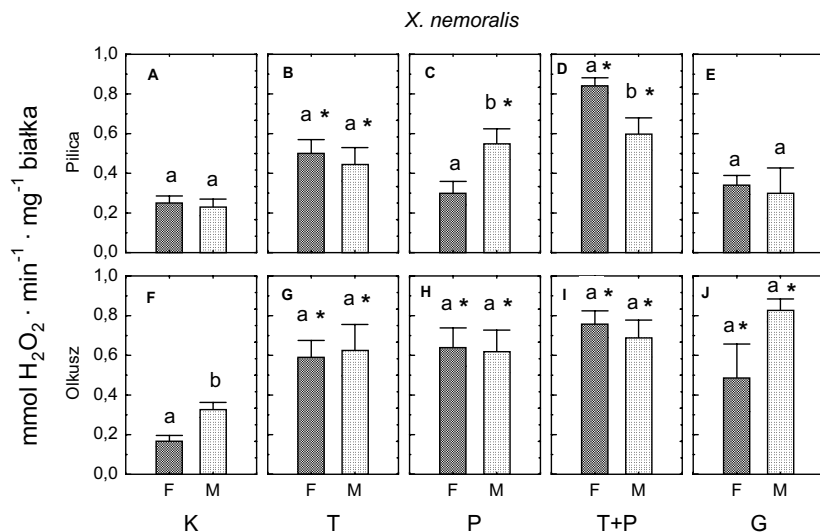 X. nemoralis
mmol H₂O₂ · min⁻¹ · mg⁻¹ białka
Pilica
1,0
0,8
0,6
0,4
0,2
0,0
A
a a
B
a * a *
C
a b *
D
a * b *
E
a a
Olkusz
1,0
0,8
0,6
0,4
0,2
0,0
F
a b
G
a * a *
H
a * a *
I
a * a *
J
a * a *
F M F M F M F M F M
K T P T+P G